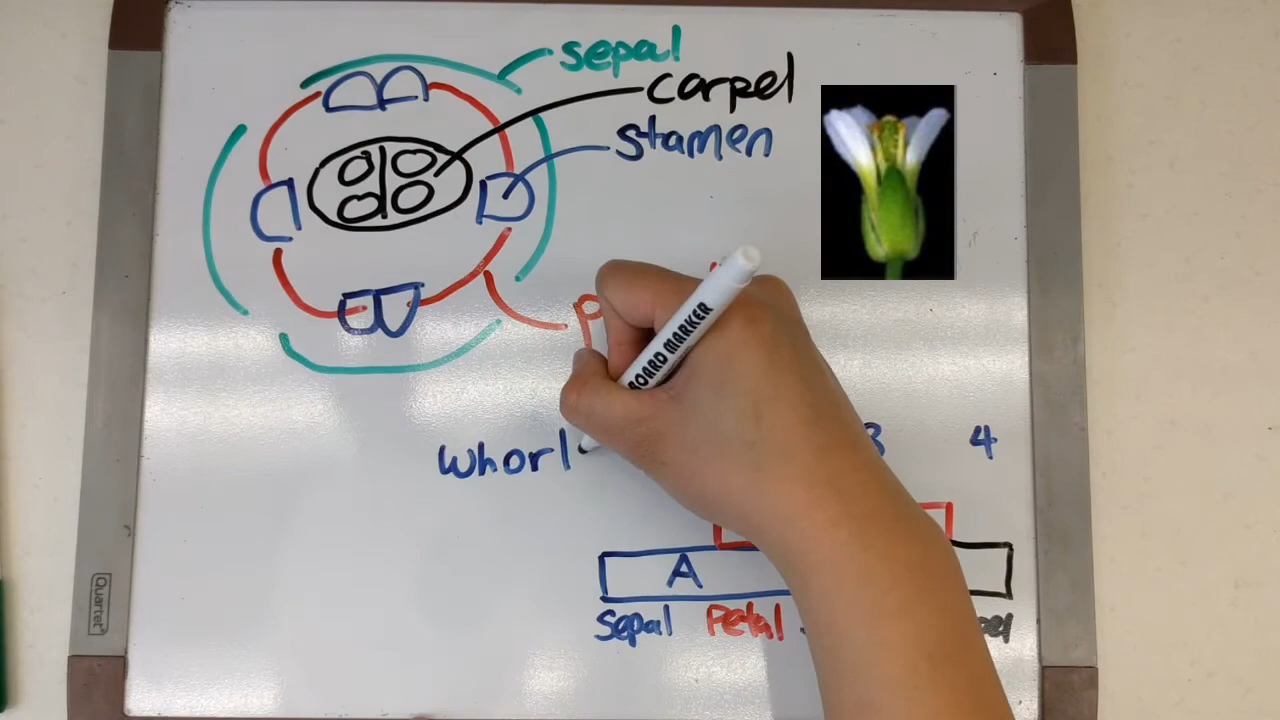 sepal
carpel
stamen
P
Whorl
3 4
A
Sepal Petal
BOARD MARKER
Quartet